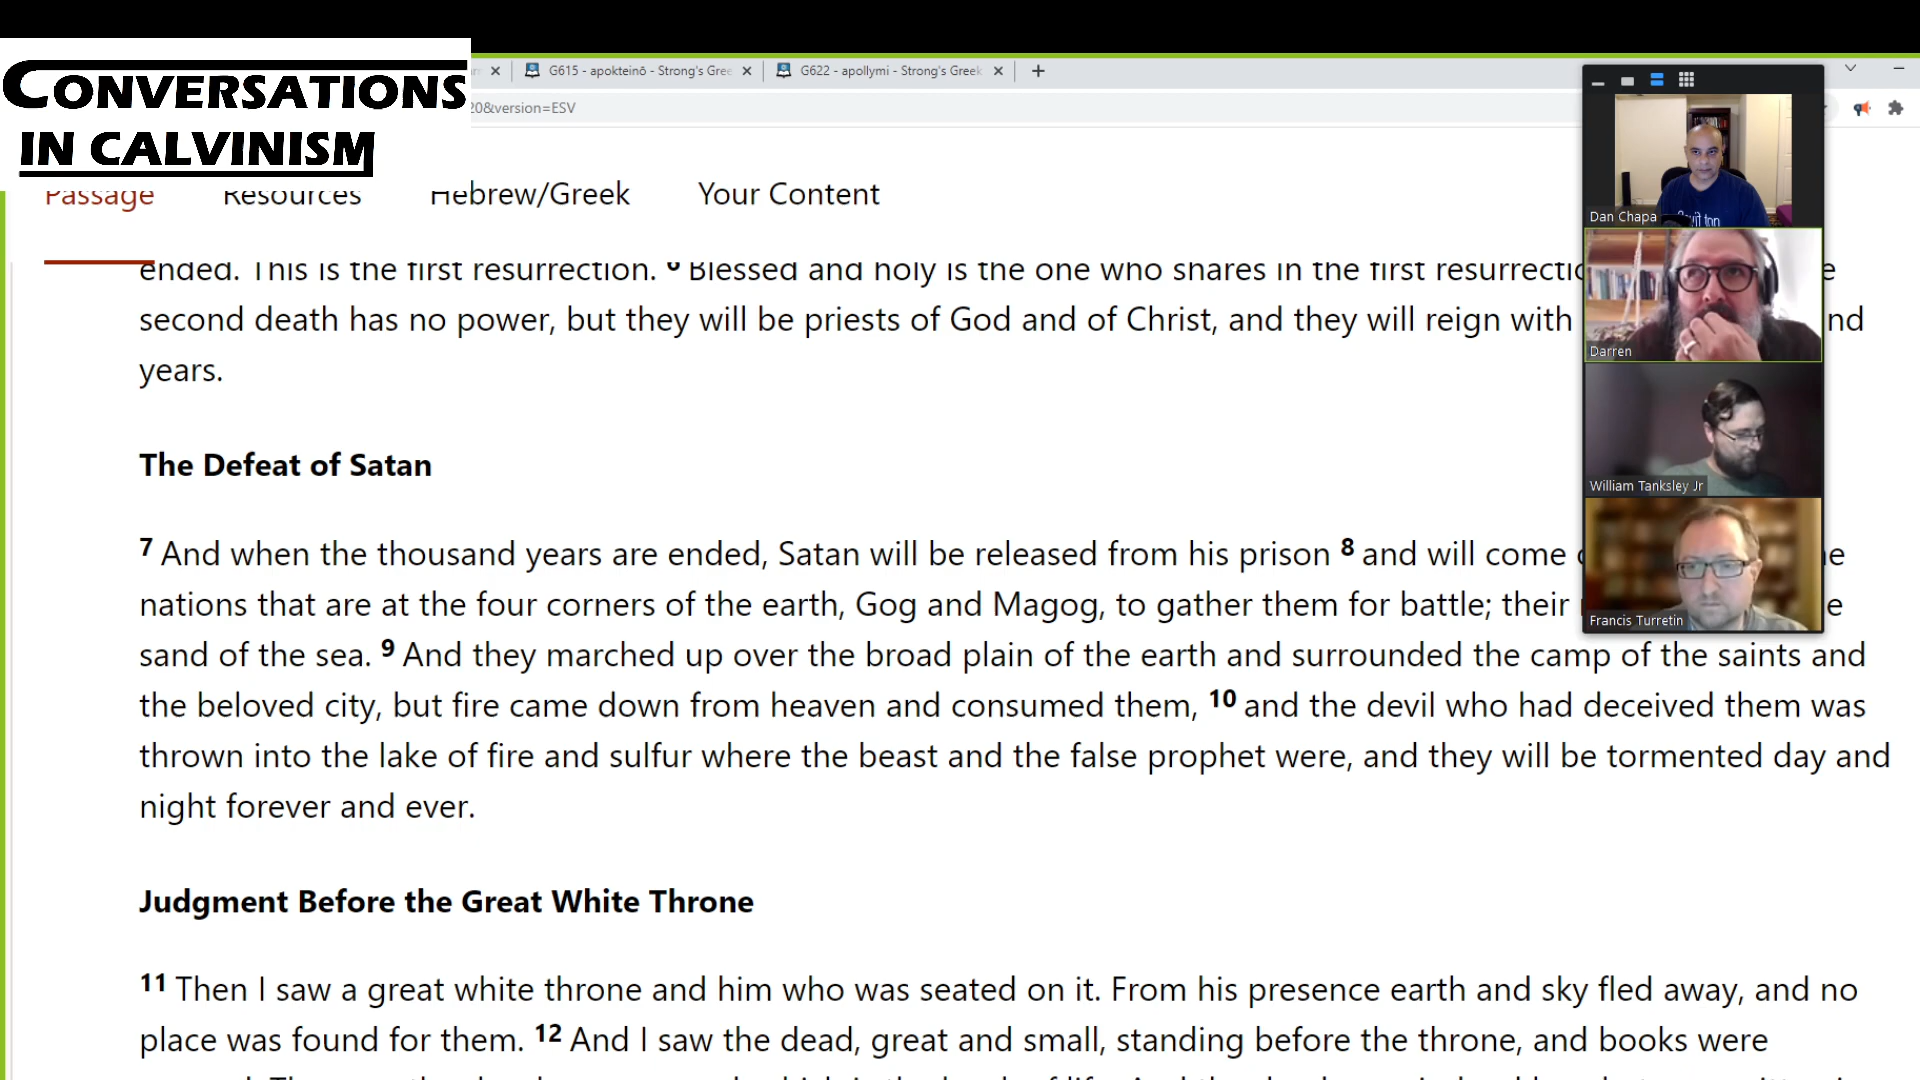 CONVERSATIONS
IN CALVINISM
G615 - apokteinō - Strong's Gree
G622 - apollymi - Strong's Greek
20&version=ESV
Passage
Resources
Hebrew/Greek
Your Content
ended. This is the first resurrection. 6 Blessed and holy is the one who shares in the first
second death has no power, but they will be priests of God and of Christ, and they will reign with nd
years.
The Defeat of Satan
7 And when the thousand years are ended, Satan will be released from his prison 8 and will come
nations that are at the four corners of the earth, Gog and Magog, to gather them for battle; their
sand of the sea. 9 And they marched up over the broad plain of the earth and surrounded the camp of the saints and
the beloved city, but fire came down from heaven and consumed them, 10 and the devil who had deceived them was
thrown into the lake of fire and sulfur where the beast and the false prophet were, and they will be tormented day and
night forever and ever.
Judgment Before the Great White Throne
11 Then I saw a great white throne and him who was seated on it. From his presence earth and sky fled away, and no
place was found for them. 12 And I saw the dead, great and small, standing before the throne, and books were
Dan Chapa
Darren
William Tanksley Jr
Francis Turretin